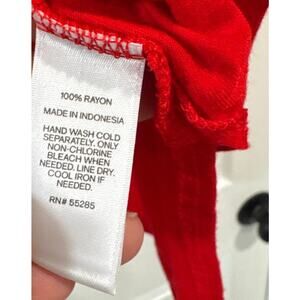 100% RAYON
MADE IN INDONESIA
HAND WASH COLD
SEPARATELY. ONLY
NON-CHLORINE
BLEACH WHEN
NEEDED. LINE DRY.
COOL IRON IF
NEEDED.
RN# 55285